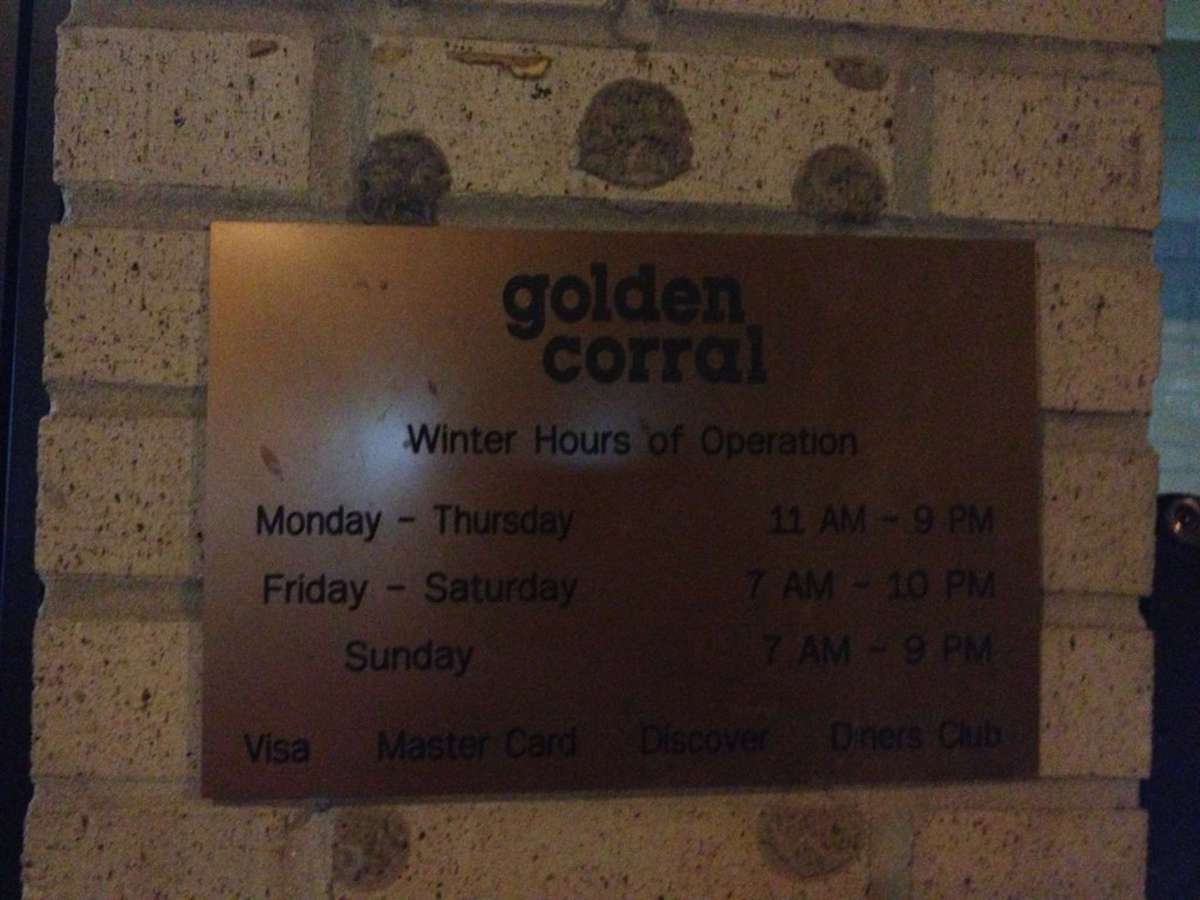 golden
corral
Winter Hours of Operation
Monday - Thursday 11 AM - 9 PM
Friday - Saturday 7 AM - 10 PM
Sunday 7 AM - 9 PM
Visa Master Card Discover Diners Club